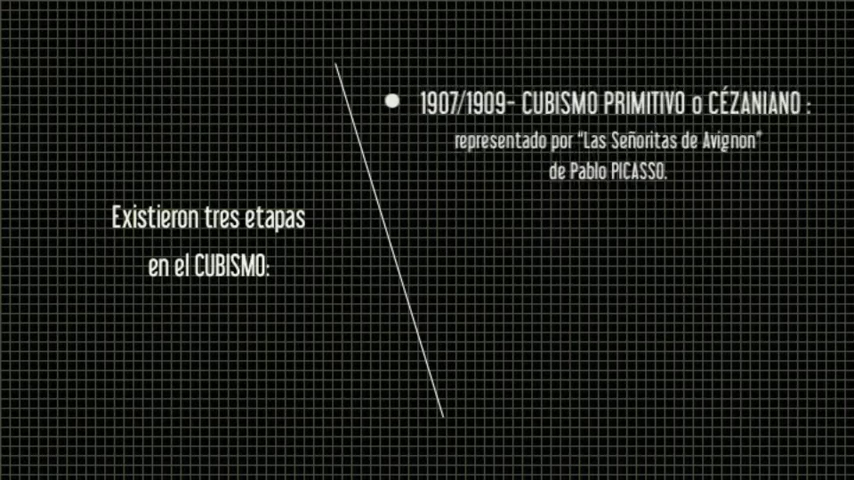 Existieron tres etapas
en el CUBISMO:
1907/1909- CUBISMO PRIMITIVO o CÉZANIANO :
representado por "Las Señoritas de Avignon"
de Pablo PICASSO.